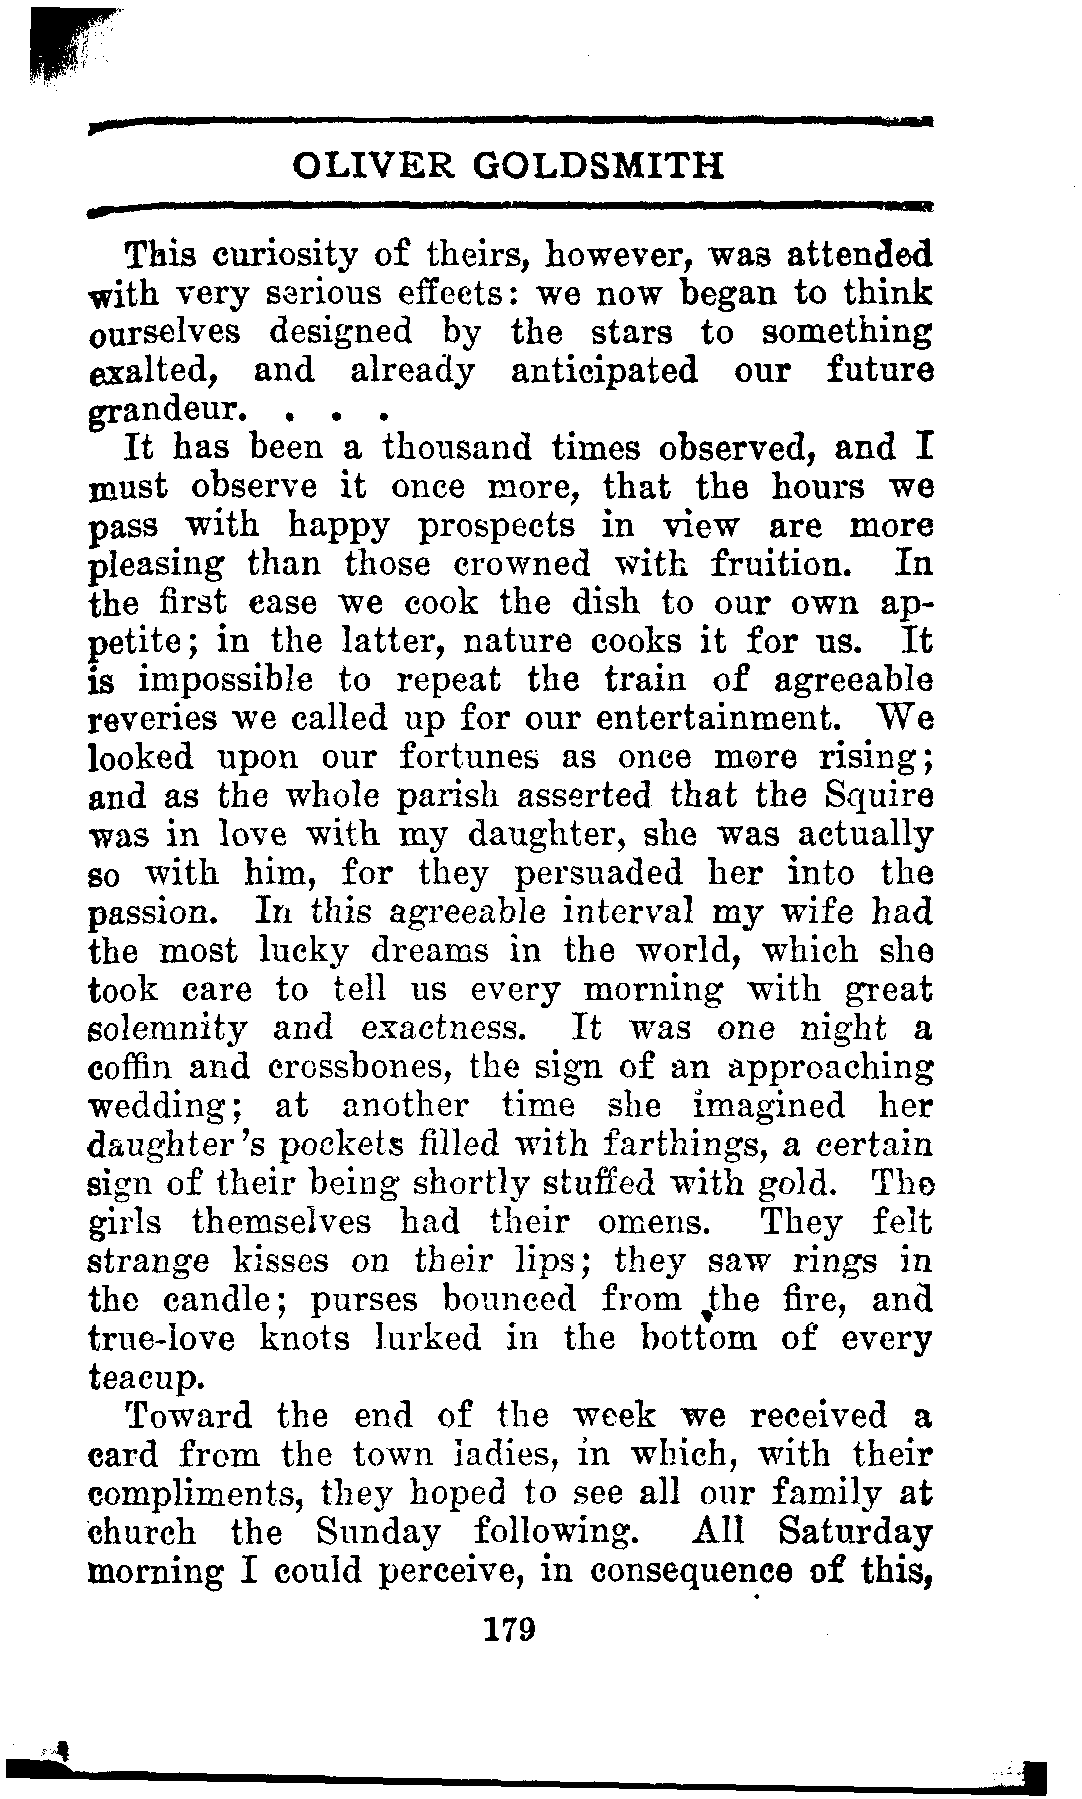 OLIVER GOLDSMITH
This curiosity of theirs, however, was attended
with very serious effects: we now began to think
ourselves designed by the stars to something
exalted, and already anticipated our future
grandeur. . . .
It has been a thousand times observed, and I
must observe it once more, that the hours we
pass with happy prospects in view are more
pleasing than those crowned with fruition. In
the first case we cook the dish to our own ap-
petite; in the latter, nature cooks it for us. It
is impossible to repeat the train of agreeable
reveries we called up for our entertainment. We
looked upon our fortunes as once more rising;
and as the whole parish asserted that the Squire
was in love with my daughter, she was actually
so with him, for they persuaded her into the
passion. In this agreeable interval my wife had
the most lucky dreams in the world, which she
took care to tell us every morning with great
solemnity and exactness. It was one night a
coffin and crossbones, the sign of an approaching
wedding; at another time she imagined her
daughter's pockets filled with farthings, a certain
sign of their being shortly stuffed with gold. The
girls themselves had their omens. They felt
strange kisses on their lips; they saw rings in
the candle; purses bounced from the fire, and
true-love knots lurked in the bottom of every
teacup.
Toward the end of the week we received a
card from the town ladies, in which, with their
compliments, they hoped to see all our family at
church the Sunday following. All Saturday
morning I could perceive, in consequence of this,
179